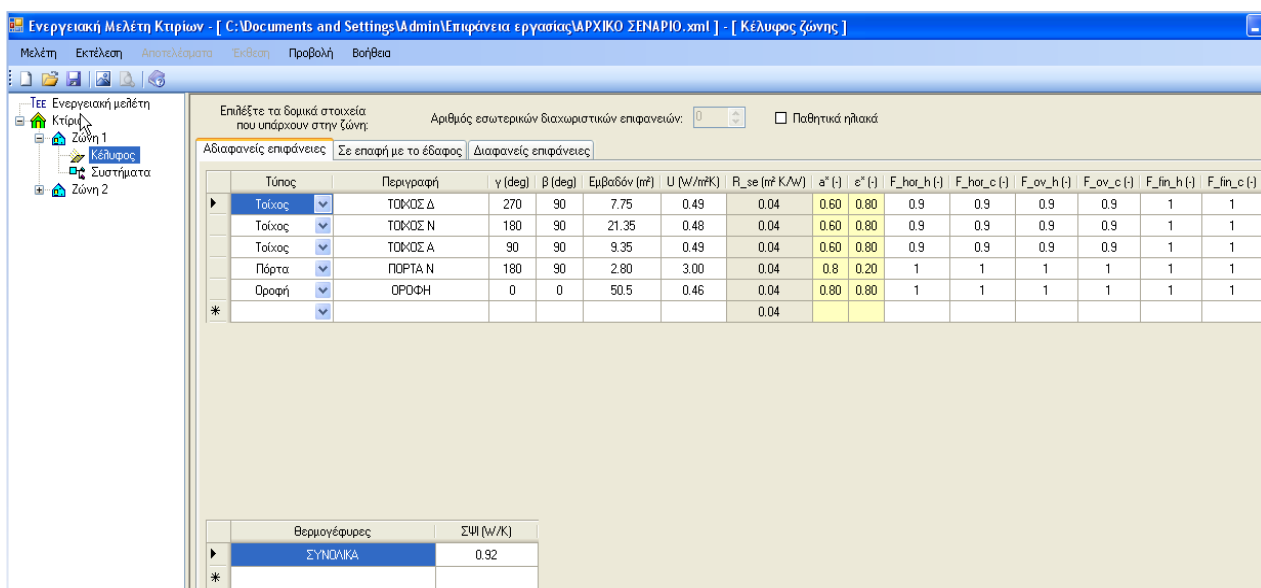 Ενεργειακή Μελέτη Κτιρίων - [ C:\Documents and Settings\Admin\Επιφάνεια εργασίας\ΑΡΧΙΚΟ ΣΕΝΑΡΙΟ.xml ] - [ Κέλυφος ζώνης ]
Μελέτη Εκτέλεση Αποτελέσματα Έκθεση Προβολή Βοήθεια
ΤΕΕ Ενεργειακή μελέτη
Κτίριο
Ζώνη 1
Κέλυφος
Συστήματα
Ζώνη 2
Επιλέξτε τα δομικά στοιχεία
που υπάρχουν στην ζώνη:
Αριθμός εσωτερικών διαχωριστικών επιφανειών: 0 Παθητικά ηλιακά
Αδιαφανείς επιφάνειες Σε επαφή με το έδαφος Διαφανείς επιφάνειες
Τύπος Περιγραφή γ (deg) β (deg) Εμβαδόν (m²) U (W/m²K) R_se (m² K/W) a* (-) ε* (-) F_hor_h (-) F_hor_c (-) F_ov_h (-) F_ov_c (-) F_fin_h (-) F_fin_c (-)
Τοίχος ΤΟΙΧΟΣ Δ 270 90 7.75 0.49 0.04 0.60 0.80 0.9 0.9 0.9 0.9 1 1
Τοίχος ΤΟΙΧΟΣ Ν 180 90 21.35 0.48 0.04 0.60 0.80 0.9 0.9 0.9 0.9 1 1
Τοίχος ΤΟΙΧΟΣ Α 90 90 9.35 0.49 0.04 0.60 0.80 0.9 0.9 0.9 0.9 1 1
Πόρτα ΠΟΡΤΑ Ν 180 90 2.80 3.00 0.04 0.8 0.20 1 1 1 1 1 1
Οροφή ΟΡΟΦΗ 0 0 50.5 0.46 0.04 0.80 0.80 1 1 1 1 1 1
0.04
Θερμογέφυρες ΣΨΙ (W/K)
ΣΥΝΟΛΙΚΑ 0.92